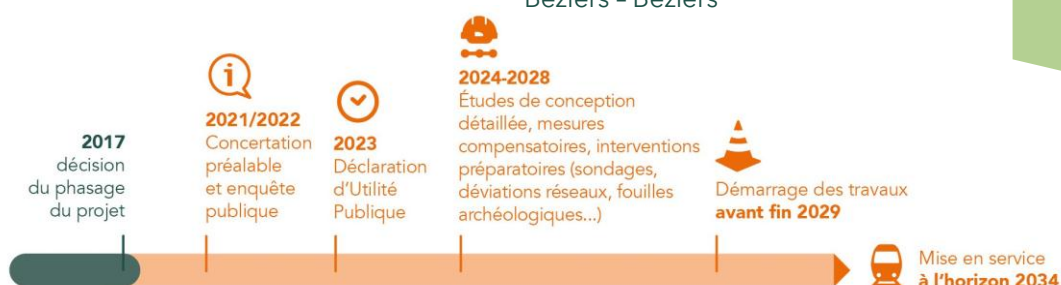 Béziers – Béziers
2017
décision
du phasage
du projet
2021/2022
Concertation
préalable
et enquête
publique
2023
Déclaration
d'Utilité
Publique
2024-2028
Études de conception
détaillée, mesures
compensatoires, interventions
préparatoires (sondages,
déviations réseaux, fouilles
archéologiques...)
Démarrage des travaux
avant fin 2029
Mise en service
à l'horizon 2034